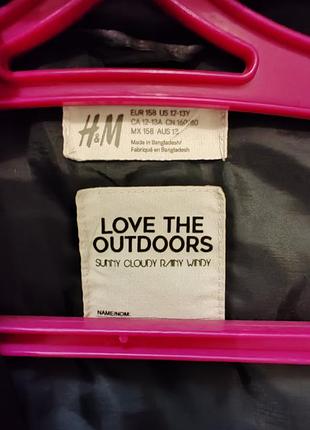 H&M
EUR 158 US 12-13Y
CA 12-13A CN 160/80
MX 158 AUS 13
Made in Bangladesh/
Fabriqué en Bangladesh
LOVE THE
OUTDOORS
SUNNY CLOUDY RAINY WINDY
NAME/NOM: